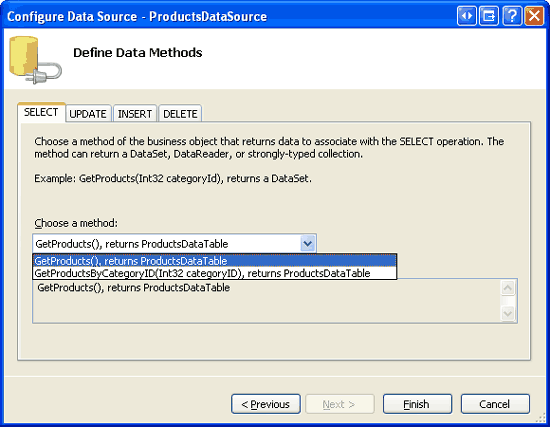 Configure Data Source - ProductsDataSource
Define Data Methods
SELECT UPDATE INSERT DELETE
Choose a method of the business object that returns data to associate with the SELECT operation. The
method can return a DataSet, DataReader, or strongly-typed collection.
Example: GetProducts(Int32 categoryId), returns a DataSet.
Choose a method:
GetProducts(), returns ProductsDataTable
GetProducts(), returns ProductsDataTable
GetProductsByCategoryID(Int32 categoryID), returns ProductsDataTable
GetProducts(), returns ProductsDataTable
< Previous Next > Finish Cancel